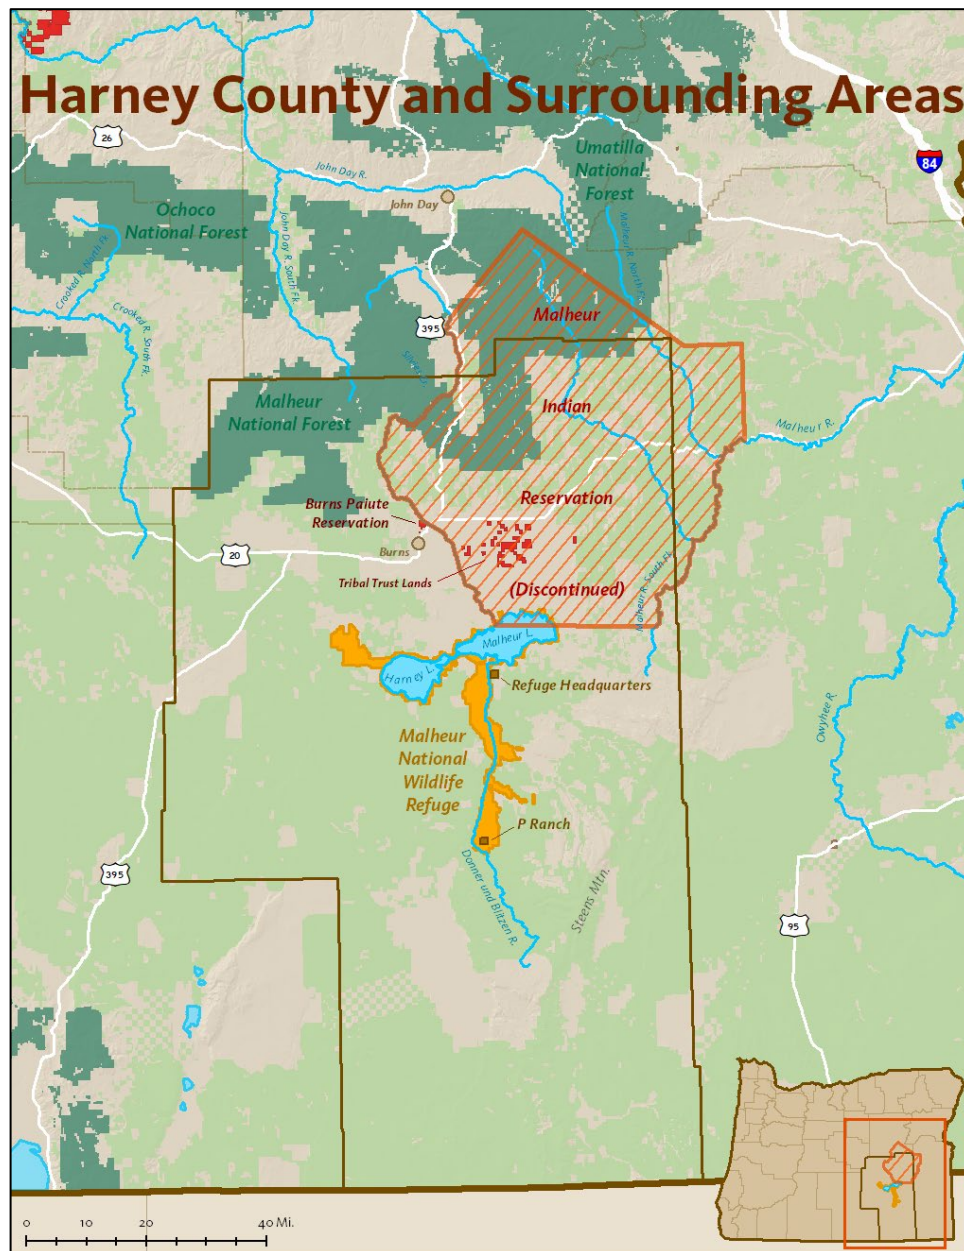 Harney County and Surrounding Areas
26
84
Umatilla
National
Forest
John Day R.
John Day
Ochoco
National Forest
John Day R. South Fk.
Malheur R. North Fk.
Crooked R. North Fk.
Crooked R. South Fk.
395
Malheur
Silvies R.
Indian
Malheur
National Forest
Malheur R.
Reservation
Burns Paiute
Reservation
20
Burns
Tribal Trust Lands
(Discontinued)
Malheur R. South Fk.
Malheur L.
Harney L.
Refuge Headquarters
Owyhee R.
Malheur
National
Wildlife
Refuge
P Ranch
Donner und Blitzen R.
Steens Mtn.
395
95
0 10 20 40 Mi.